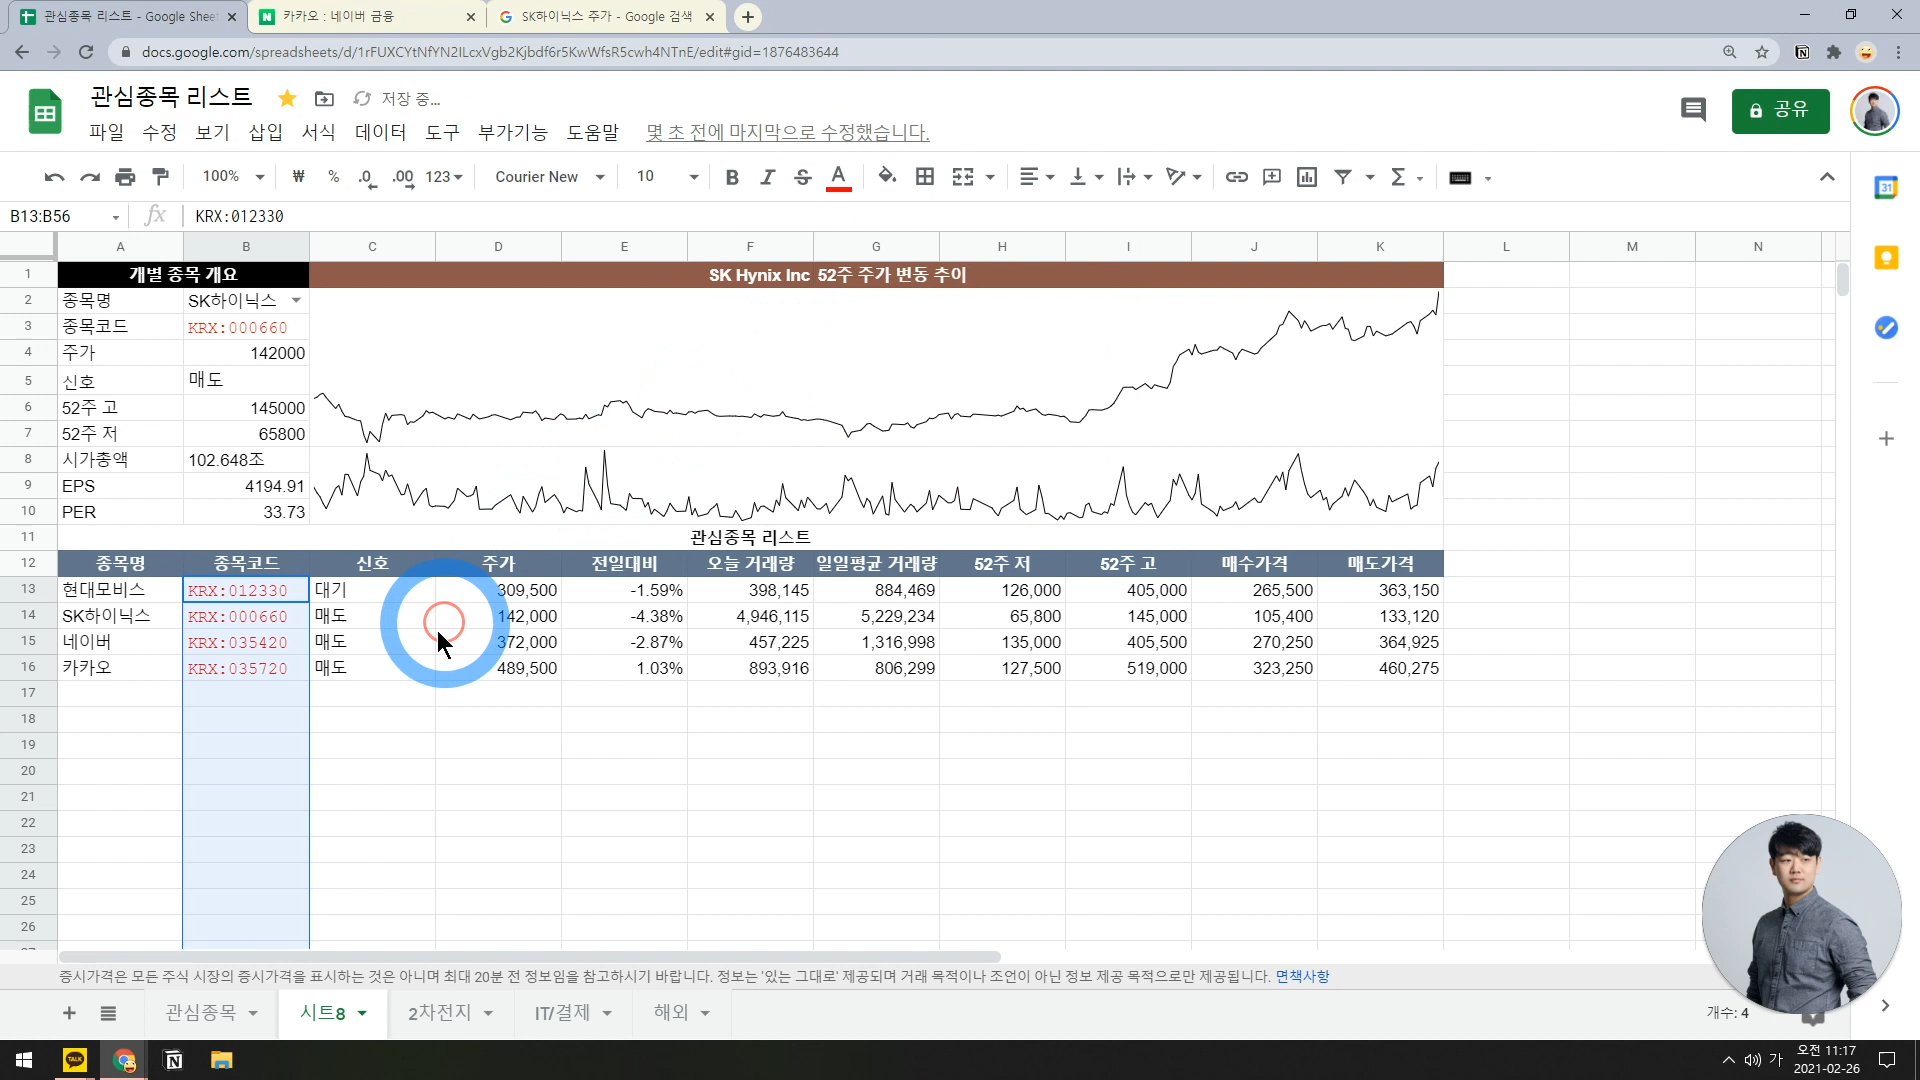 관심종목 리스트 - Google Shee
카카오 : 네이버 금융
SK하이닉스 주가 - Google 검색
docs.google.com/spreadsheets/d/1rFUXCYtNfYN2ILcxVgb2Kjbdf6r5KwWfsR5cwh4NTnE/edit#gid=1876483644
관심종목 리스트
저장 중...
공유
파일 수정 보기 삽입 서식 데이터 도구 부가기능 도움말 몇 초 전에 마지막으로 수정했습니다.
100% ₩ % .0 .00 123 Courier New 10 B I S A
31
B13:B56 fx KRX:012330
A B C D E F G H I J K L M N
1 개별 종목 개요 SK Hynix Inc 52주 주가 변동 추이
2 종목명 SK하이닉스
3 종목코드 KRX:000660
4 주가 142000
5 신호 매도
6 52주 고 145000
7 52주 저 65800
8 시가총액 102.648조
9 EPS 4194.91
10 PER 33.73
11 관심종목 리스트
12 종목명 종목코드 신호 주가 전일대비 오늘 거래량 일일평균 거래량 52주 저 52주 고 매수가격 매도가격
13 현대모비스 KRX:012330 대기 309,500 -1.59% 398,145 884,469 126,000 405,000 265,500 363,150
14 SK하이닉스 KRX:000660 매도 142,000 -4.38% 4,946,115 5,229,234 65,800 145,000 105,400 133,120
15 네이버 KRX:035420 매도 372,000 -2.87% 457,225 1,316,998 135,000 405,500 270,250 364,925
16 카카오 KRX:035720 매도 489,500 1.03% 893,916 806,299 127,500 519,000 323,250 460,275
17
18
19
20
21
22
23
24
25
26
증시가격은 모든 주식 시장의 증시가격을 표시하는 것은 아니며 최대 20분 전 정보임을 참고하시기 바랍니다. 정보는 '있는 그대로' 제공되며 거래 목적이나 조언이 아닌 정보 제공 목적으로만 제공됩니다. 면책사항
관심종목 시트8 2차전지 IT/결제 해외
개수: 4
TALK
가
오전 11:17
2021-02-26